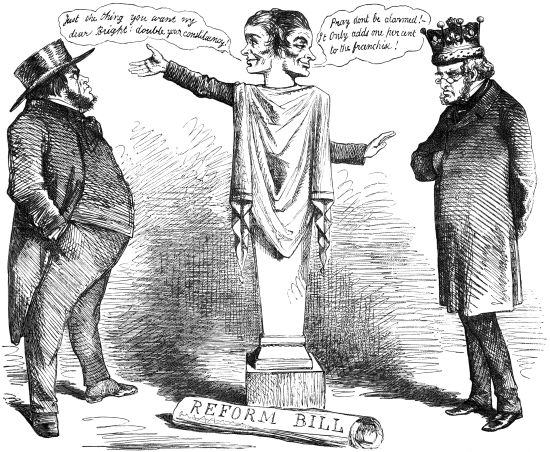 Just the thing you want my
dear Bright! double your constituency!
Pray dont be alarmed!—
It Only adds one per cent
to the franchise!
REFORM BILL